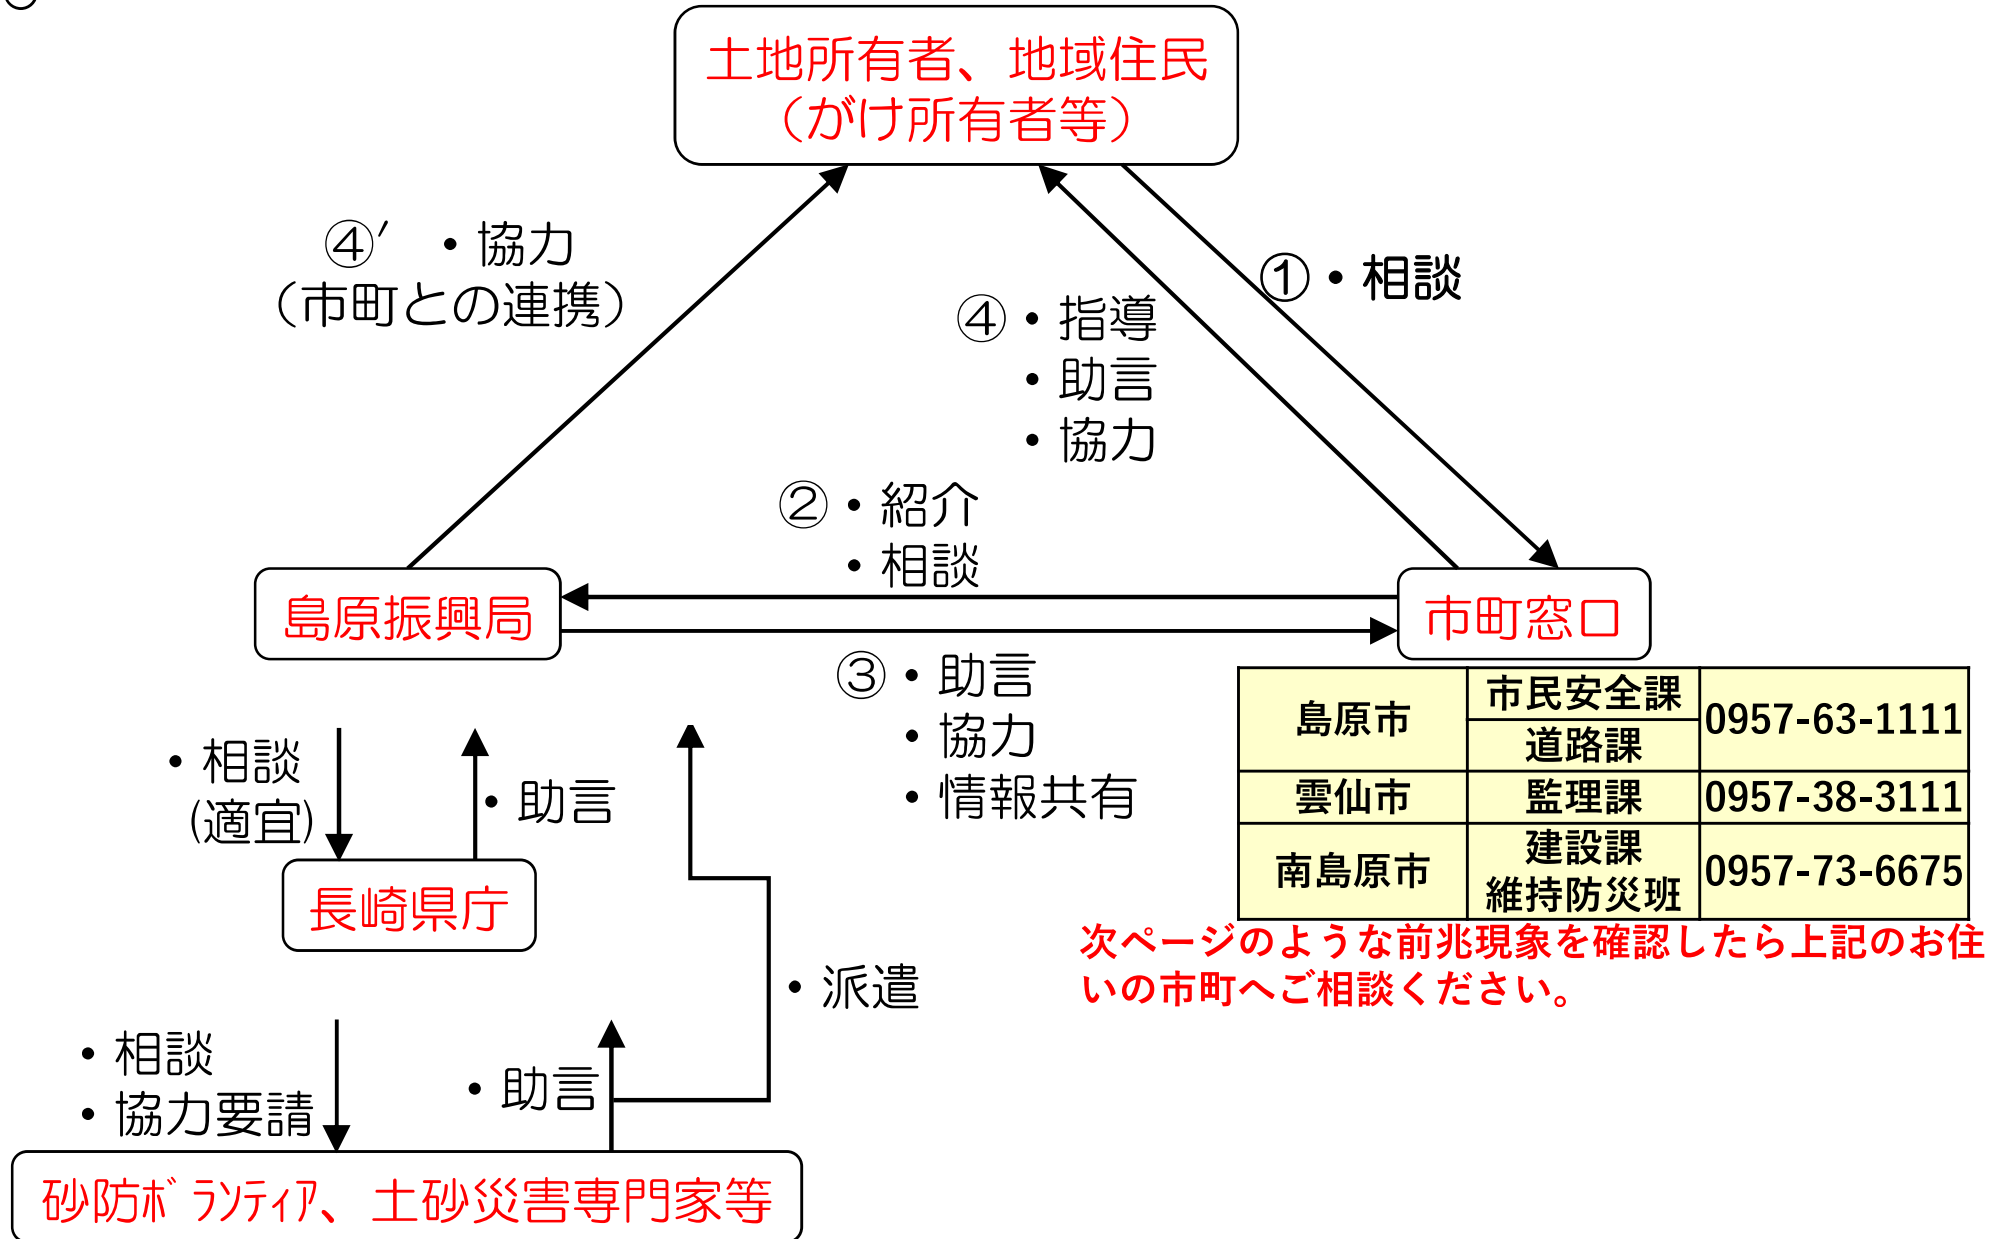 土地所有者、地域住民
（がけ所有者等）
④′ ・協力
（市町との連携）
①・相談
④・指導
・助言
・協力
②・紹介
・相談
島原振興局
市町窓口
③・助言
・協力
・情報共有
島原市 市民安全課 0957-63-1111
道路課
雲仙市 監理課 0957-38-3111
南島原市 建設課 0957-73-6675
維持防災班
次ページのような前兆現象を確認したら上記のお住
いの市町へご相談ください。
・相談
(適宜)
・助言
長崎県庁
・派遣
・相談
・協力要請
・助言
砂防ﾎﾞﾗﾝﾃｨｱ、土砂災害専門家等